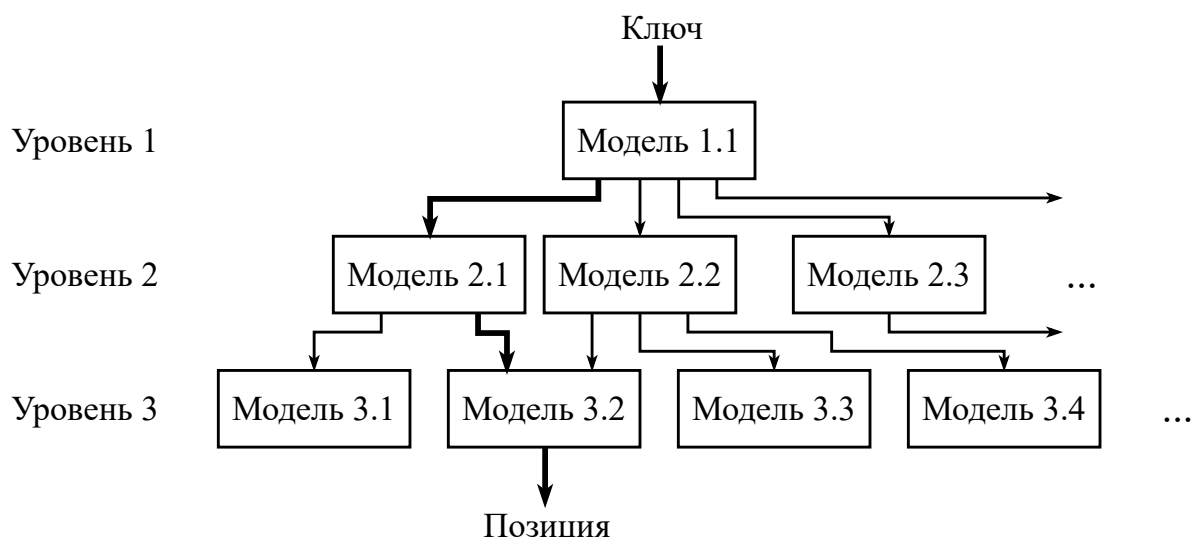 Ключ
Уровень 1 Модель 1.1
Уровень 2 Модель 2.1 Модель 2.2 Модель 2.3 ...
Уровень 3 Модель 3.1 Модель 3.2 Модель 3.3 Модель 3.4 ...
Позиция